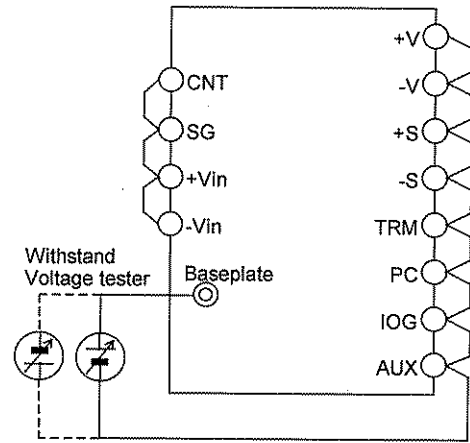 +V
CNT
-V
SG
+S
+Vin
-S
-Vin
TRM
Withstand
Voltage tester
Baseplate
PC
IOG
AUX